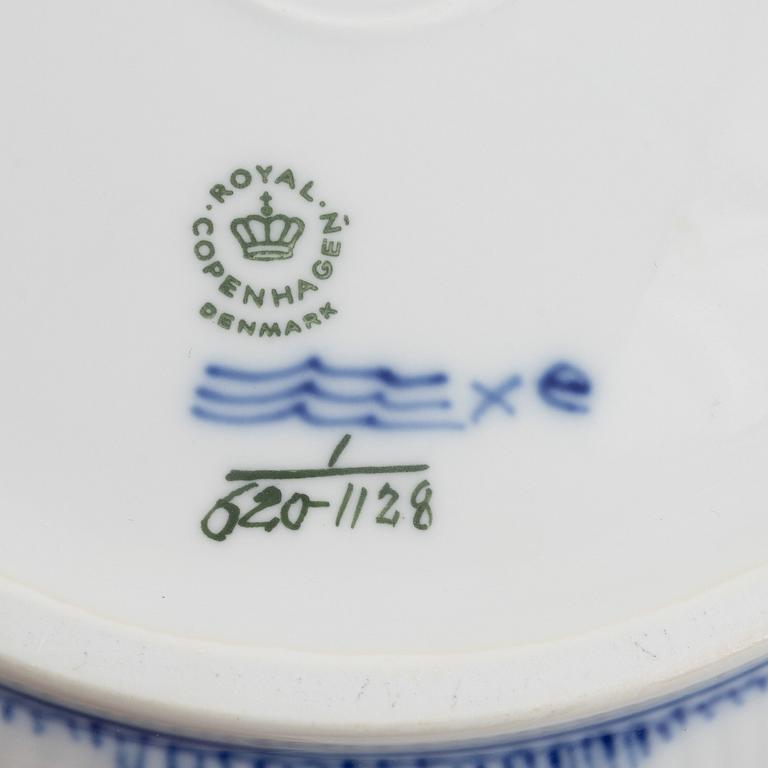 ROYAL
COPENHAGEN
DENMARK
x e
1
620-1128